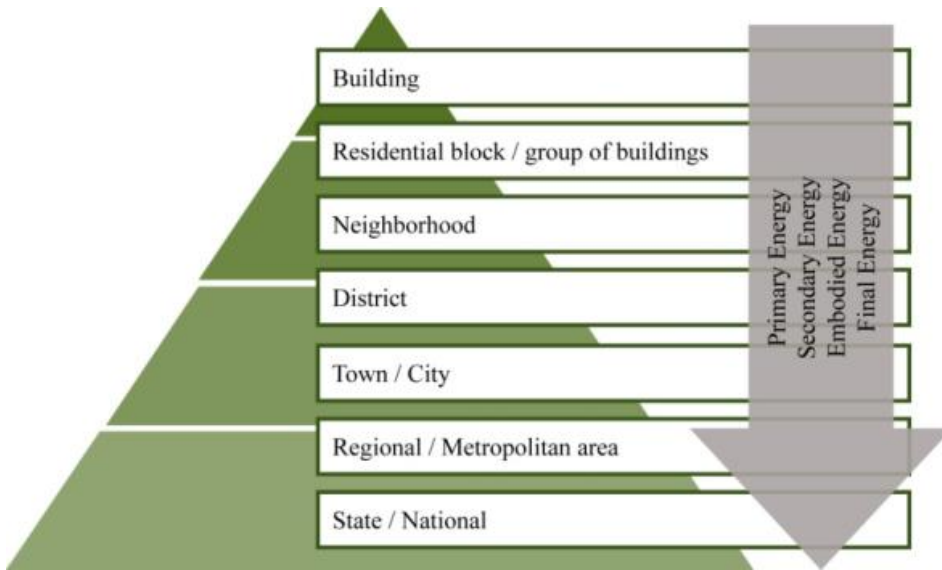 Building
Residential block / group of buildings
Neighborhood
District
Town / City
Regional / Metropolitan area
State / National
Primary Energy
Secondary Energy
Embodied Energy
Final Energy